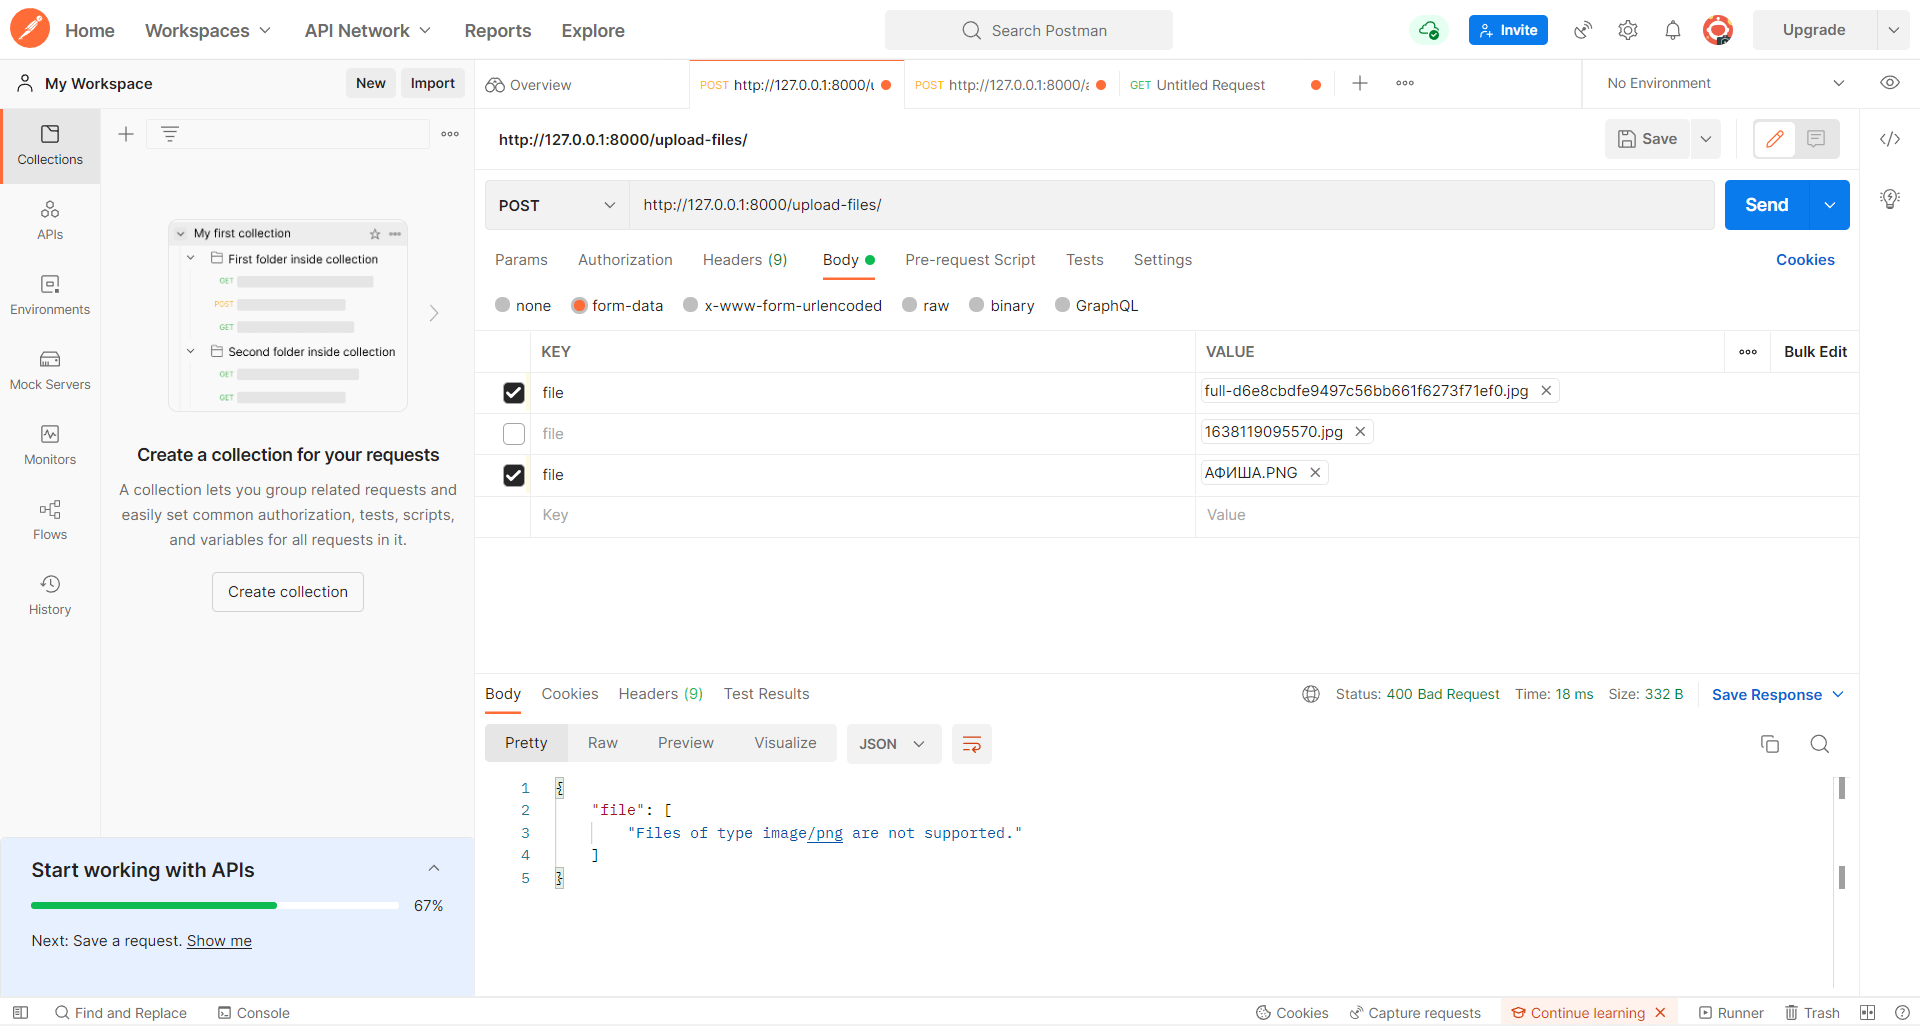 Home Workspaces API Network Reports Explore Search Postman Invite Upgrade
My Workspace New Import Overview POST http://127.0.0.1:8000/u POST http://127.0.0.1:8000/a GET Untitled Request No Environment
http://127.0.0.1:8000/upload-files/ Save
Collections
APIs
Environments
Mock Servers
Monitors
Flows
History
My first collection
First folder inside collection
GET
POST
GET
Second folder inside collection
GET
GET
Create a collection for your requests
A collection lets you group related requests and
easily set common authorization, tests, scripts,
and variables for all requests in it.
Create collection
Start working with APIs
67%
Next: Save a request. Show me
POST http://127.0.0.1:8000/upload-files/ Send
Params Authorization Headers (9) Body Pre-request Script Tests Settings Cookies
none form-data x-www-form-urlencoded raw binary GraphQL
KEY VALUE Bulk Edit
file full-d6e8cbdfe9497c56bb661f6273f71ef0.jpg
file 1638119095570.jpg
file АФИША.PNG
Key Value
Body Cookies Headers (9) Test Results Status: 400 Bad Request Time: 18 ms Size: 332 B Save Response
Pretty Raw Preview Visualize JSON
1 {
2 "file": [
3 "Files of type image/png are not supported."
4 ]
5 }
Find and Replace Console Cookies Capture requests Continue learning Runner Trash